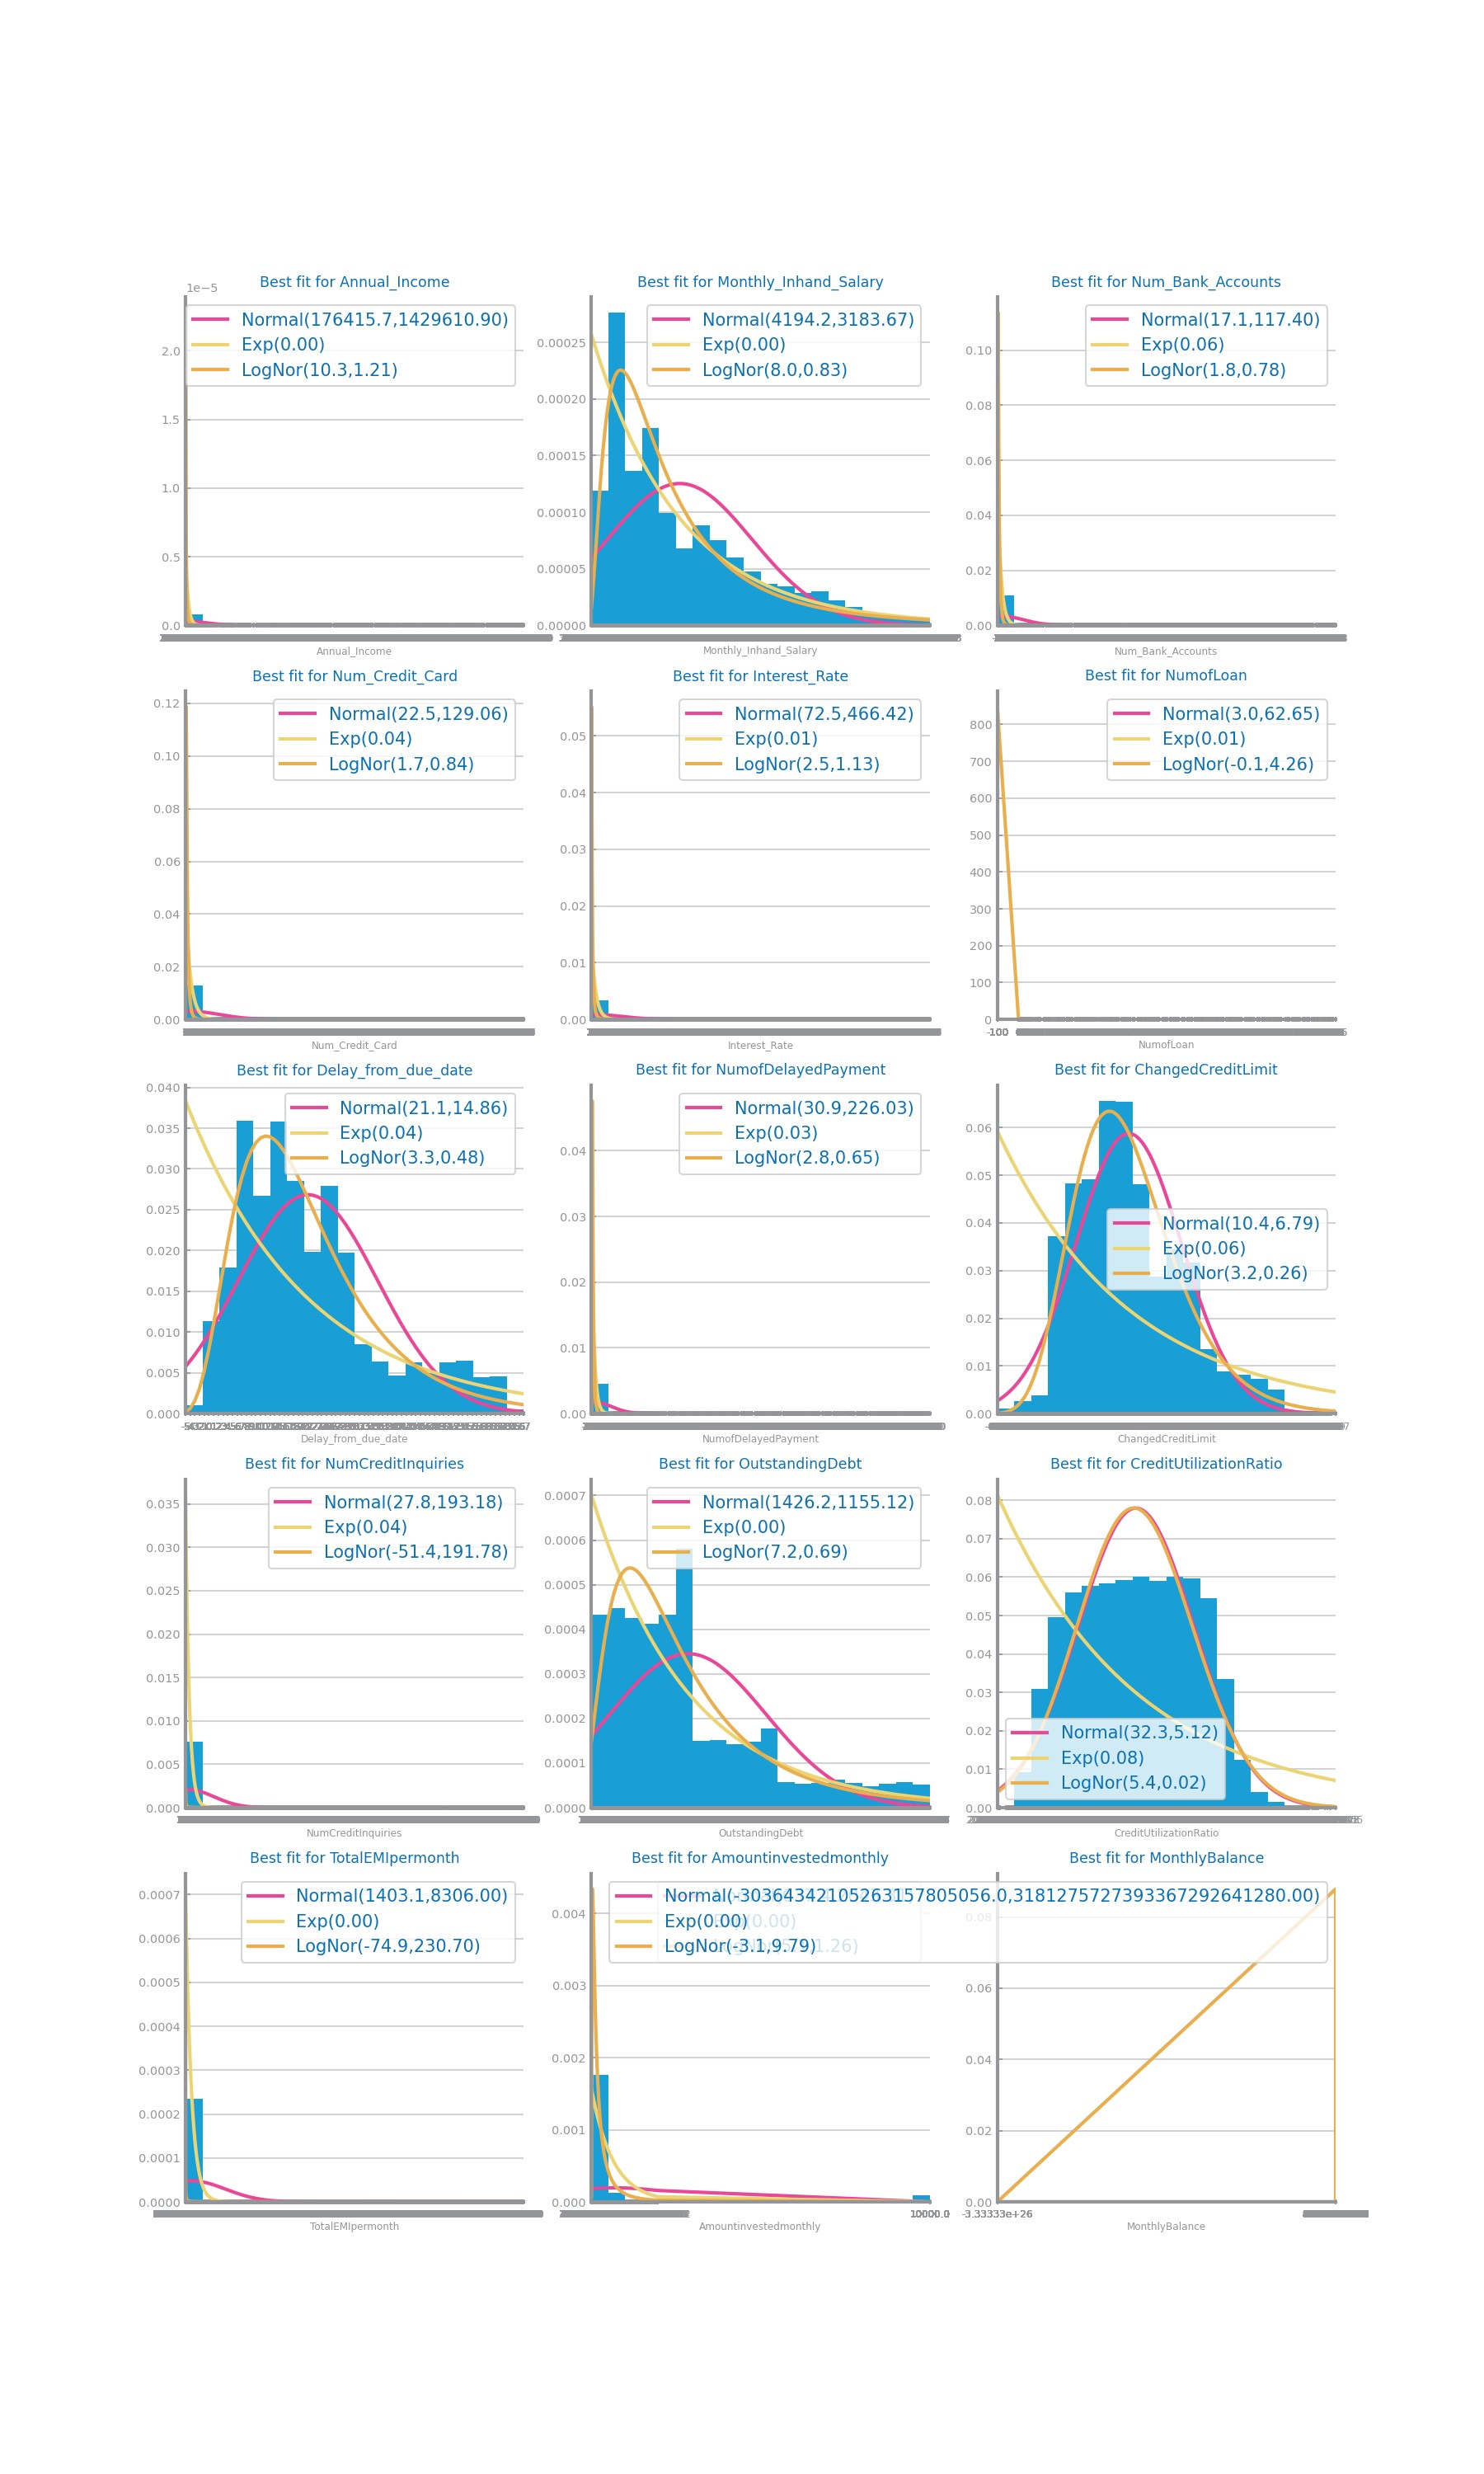 Best fit for Annual_Income
1e−5
Normal(176415.7,1429610.90)
Exp(0.00)
LogNor(10.3,1.21)
2.0
1.5
1.0
0.5
0.0
Annual_Income
Best fit for Monthly_Inhand_Salary
Normal(4194.2,3183.67)
Exp(0.00)
LogNor(8.0,0.83)
0.00025
0.00020
0.00015
0.00010
0.00005
0.00000
Monthly_Inhand_Salary
Best fit for Num_Bank_Accounts
Normal(17.1,117.40)
Exp(0.06)
LogNor(1.8,0.78)
0.10
0.08
0.06
0.04
0.02
0.00
Num_Bank_Accounts
Best fit for Num_Credit_Card
Normal(22.5,129.06)
Exp(0.04)
LogNor(1.7,0.84)
0.12
0.10
0.08
0.06
0.04
0.02
0.00
Num_Credit_Card
Best fit for Interest_Rate
Normal(72.5,466.42)
Exp(0.01)
LogNor(2.5,1.13)
0.05
0.04
0.03
0.02
0.01
0.00
Interest_Rate
Best fit for NumofLoan
Normal(3.0,62.65)
Exp(0.01)
LogNor(-0.1,4.26)
800
700
600
500
400
300
200
100
0
-100
NumofLoan
Best fit for Delay_from_due_date
Normal(21.1,14.86)
Exp(0.04)
LogNor(3.3,0.48)
0.040
0.035
0.030
0.025
0.020
0.015
0.010
0.005
0.000
Delay_from_due_date
Best fit for NumofDelayedPayment
Normal(30.9,226.03)
Exp(0.03)
LogNor(2.8,0.65)
0.04
0.03
0.02
0.01
0.00
NumofDelayedPayment
Best fit for ChangedCreditLimit
Normal(10.4,6.79)
Exp(0.06)
LogNor(3.2,0.26)
0.06
0.05
0.04
0.03
0.02
0.01
0.00
ChangedCreditLimit
Best fit for NumCreditInquiries
Normal(27.8,193.18)
Exp(0.04)
LogNor(-51.4,191.78)
0.035
0.030
0.025
0.020
0.015
0.010
0.005
0.000
NumCreditInquiries
Best fit for OutstandingDebt
Normal(1426.2,1155.12)
Exp(0.00)
LogNor(7.2,0.69)
0.0007
0.0006
0.0005
0.0004
0.0003
0.0002
0.0001
0.0000
OutstandingDebt
Best fit for CreditUtilizationRatio
Normal(32.3,5.12)
Exp(0.08)
LogNor(5.4,0.02)
0.08
0.07
0.06
0.05
0.04
0.03
0.02
0.01
0.00
CreditUtilizationRatio
Best fit for TotalEMIpermonth
Normal(1403.1,8306.00)
Exp(0.00)
LogNor(-74.9,230.70)
0.0007
0.0006
0.0005
0.0004
0.0003
0.0002
0.0001
0.0000
TotalEMIpermonth
Best fit for Amountinvestedmonthly
0.004
0.003
0.002
0.001
0.000
Amountinvestedmonthly
Best fit for MonthlyBalance
Normal(-30364342105263157805056.0,3181275727393367292641280.00)
Exp(0.00)
LogNor(-3.1,9.79)
0.08
0.06
0.04
0.02
0.00
-3.33333e+26
MonthlyBalance